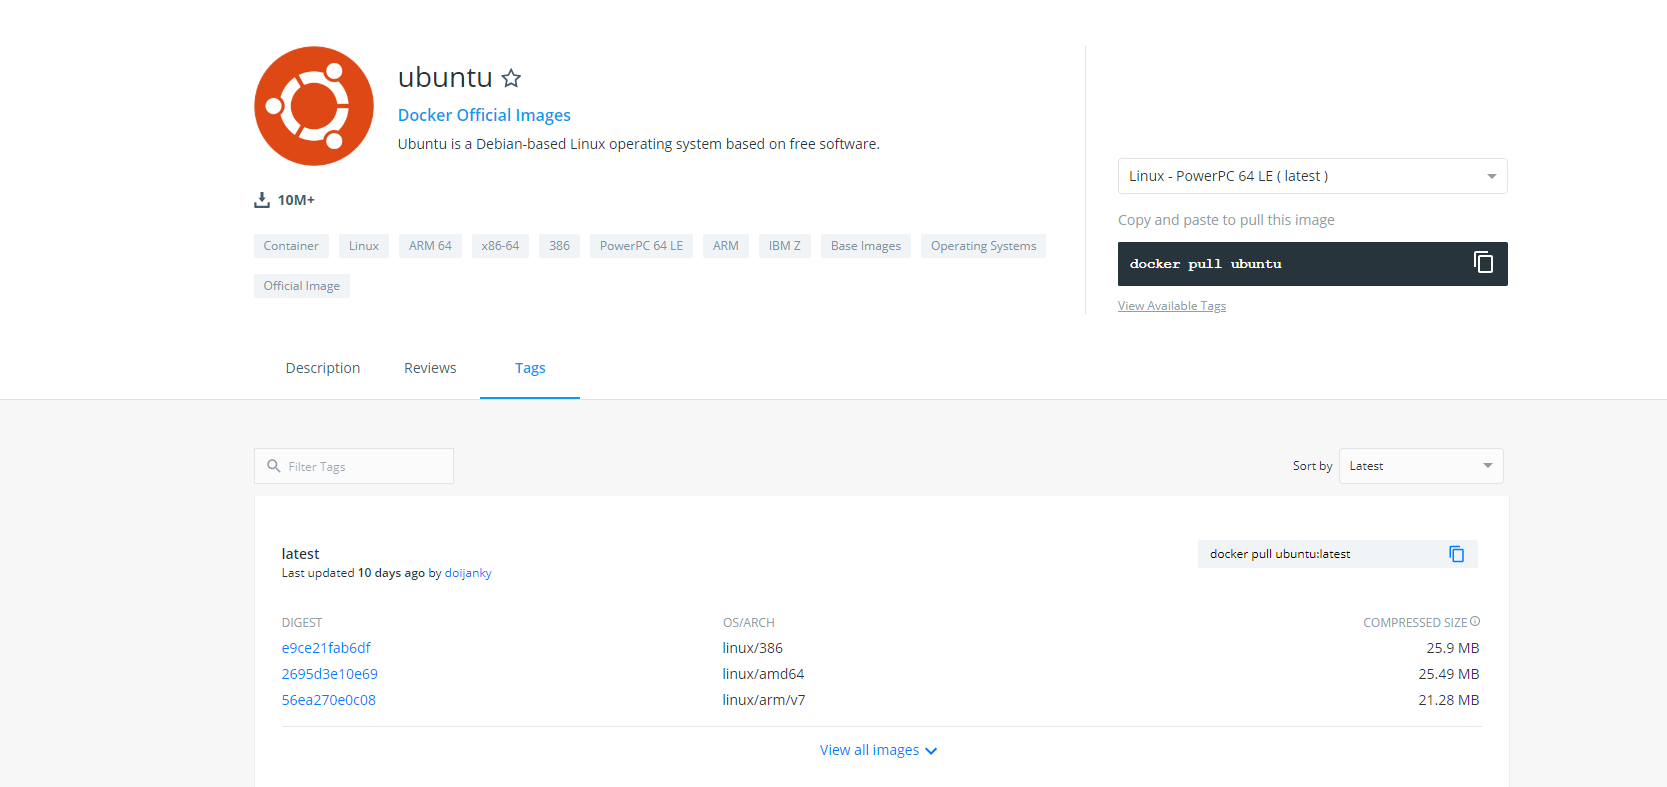 ubuntu
Docker Official Images
Ubuntu is a Debian-based Linux operating system based on free software.
10M+
Container Linux ARM 64 x86-64 386 PowerPC 64 LE ARM IBM Z Base Images Operating Systems
Official Image
Linux - PowerPC 64 LE ( latest )
Copy and paste to pull this image
docker pull ubuntu
View Available Tags
Description Reviews Tags
Filter Tags
Sort by Latest
latest
Last updated 10 days ago by doijanky
docker pull ubuntu:latest
DIGEST OS/ARCH COMPRESSED SIZE
e9ce21fab6df linux/386 25.9 MB
2695d3e10e69 linux/amd64 25.49 MB
56ea270e0c08 linux/arm/v7 21.28 MB
View all images